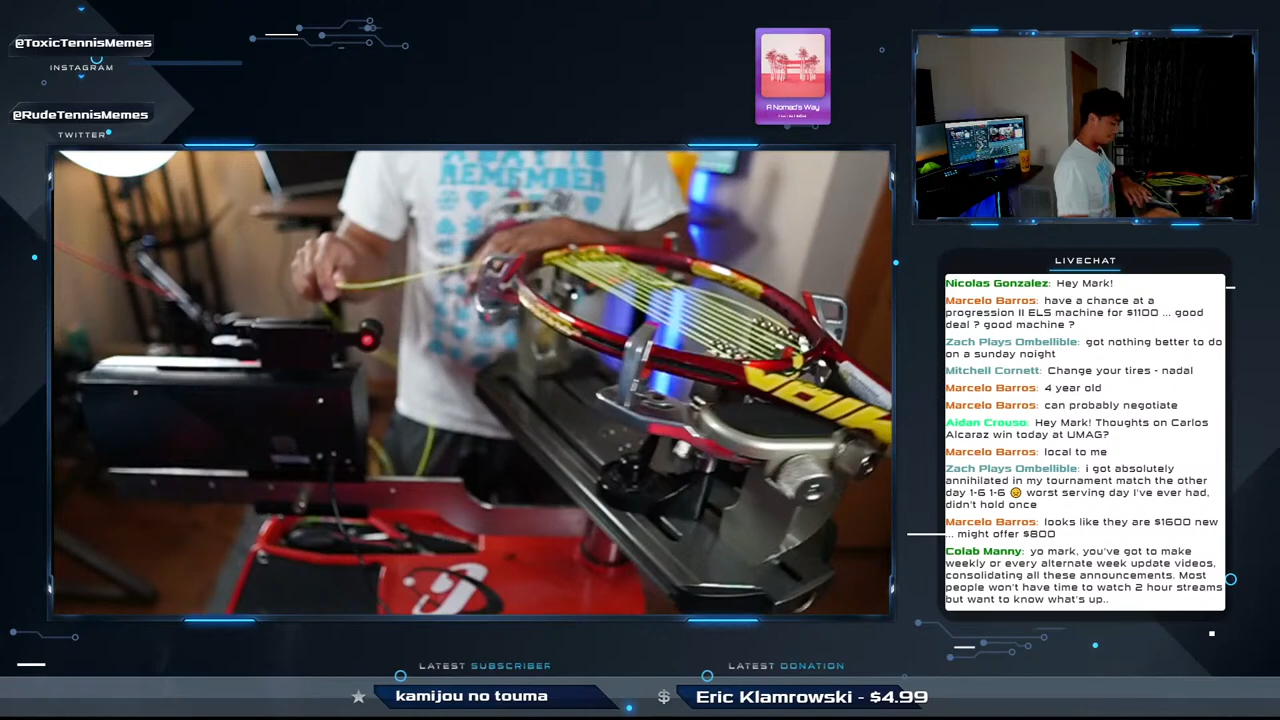 @ToxicTennisMemes
INSTAGRAM
@RudeTennisMemes
TWITTER
A Nomad's Way
REMEMBER
LIVECHAT
Nicolas Gonzalez: Hey Mark!
Marcelo Barros: have a chance at a
progression II ELS machine for $1100 ... good
deal ? good machine ?
Zach Plays Ombellible: got nothing better to do
on a sunday noight
Mitchell Cornett: Change your tires - nadal
Marcelo Barros: 4 year old
Marcelo Barros: can probably negotiate
Aidan Crouso: Hey Mark! Thoughts on Carlos
Alcaraz win today at UMAG?
Marcelo Barros: local to me
Zach Plays Ombellible: i got absolutely
annihilated in my tournament match the other
day 1-6 1-6 😥 worst serving day I've ever had,
didn't hold once
Marcelo Barros: looks like they are $1600 new
... might offer $800
Colab Manny: yo mark, you've got to make
weekly or every alternate week update videos,
consolidating all these announcements. Most
people won't have time to watch 2 hour streams
but want to know what's up..
LATEST SUBSCRIBER
kamijou no touma
LATEST DONATION
$ Eric Klamrowski - $4.99